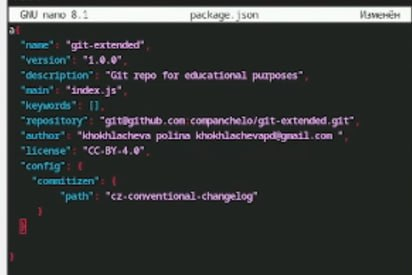 GNU nano 8.1 package.json Изменён
a{
"name": "git-extended",
"version": "1.0.0",
"description": "Git repo for educational purposes",
"main": "index.js",
"keywords": [],
"repository": "git@github.com:companchelo/git-extended.git",
"author": "khokhlacheva polina khokhlachevapd@gmail.com ",
"license": "CC-BY-4.0",
"config": {
"commitizen": {
"path": "cz-conventional-changelog"
}
}
}